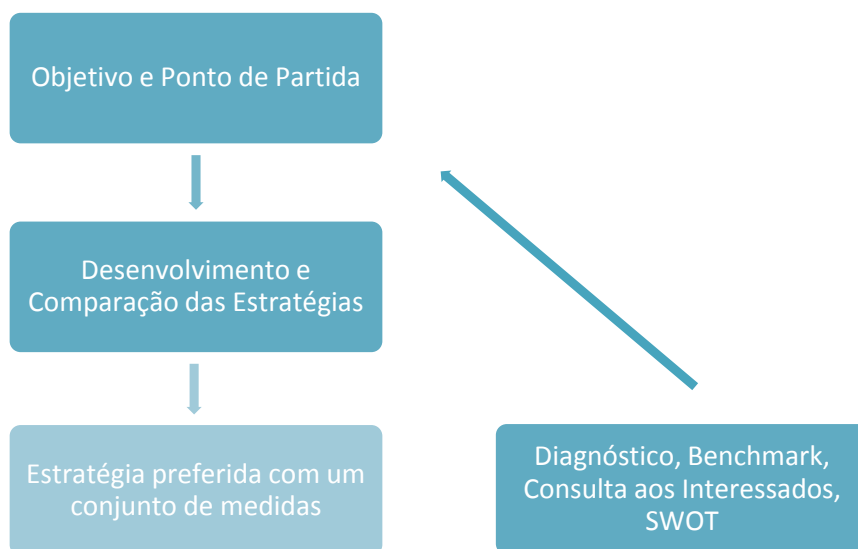 Objetivo e Ponto de Partida
Desenvolvimento e
Comparação das Estratégias
Estratégia preferida com um
conjunto de medidas
Diagnóstico, Benchmark,
Consulta aos Interessados,
SWOT